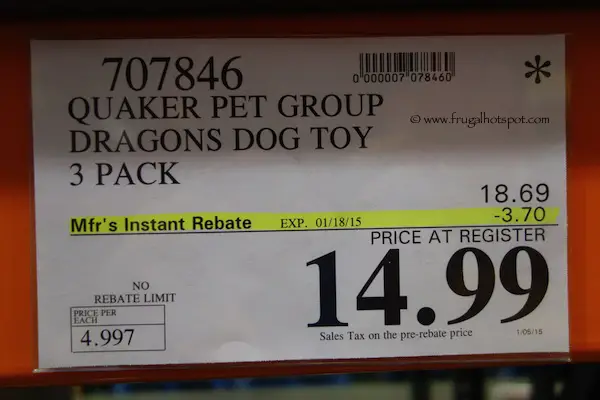 707846
0 000007 078460
*
QUAKER PET GROUP
© www.frugalhotspot.com
DRAGONS DOG TOY
3 PACK
18.69
Mfr's Instant Rebate EXP. 01/18/15 -3.70
PRICE AT REGISTER
14.99
NO
REBATE LIMIT
PRICE PER
EACH
4.997
Sales Tax on the pre-rebate price
1/05/15